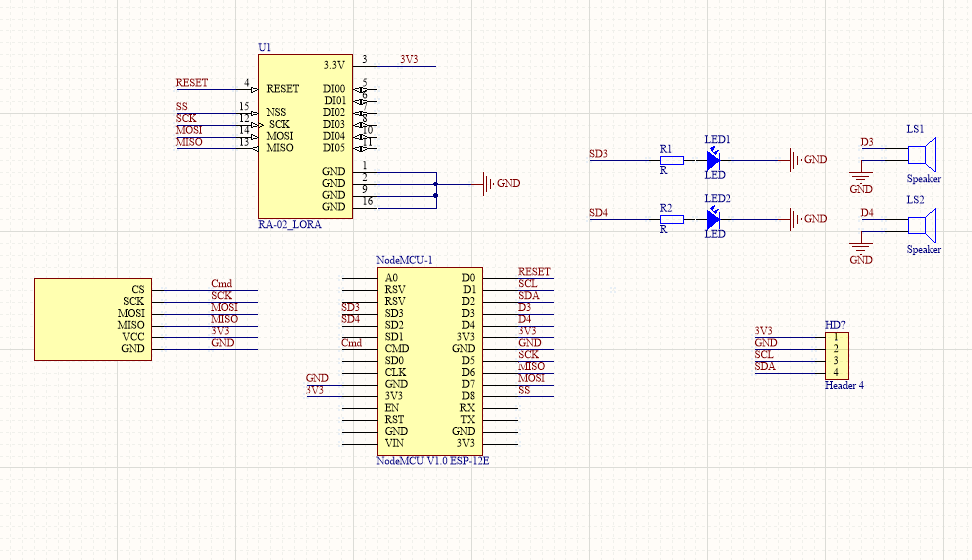 U1
3.3V 3 3V3
RESET 4 RESET DI00 5
DI01 6
SS 15 NSS DI02 7
SCK 12 SCK DI03 8
MOSI 14 MOSI DI04 10
MISO 13 MISO DI05 11
GND 1
GND 2
GND 9
GND 16
GND
RA-02_LORA
SD3
R1
R
LED1
LED
GND
SD4
R2
R
LED2
LED
GND
LS1
D3
GND
Speaker
LS2
D4
GND
Speaker
CS Cmd
SCK SCK
MOSI MOSI
MISO MISO
VCC 3V3
GND GND
NodeMCU-1
A0 D0 RESET
RSV D1 SCL
RSV D2 SDA
SD3 SD3 D3 D3
SD4 SD2 D4 D4
SD1 3V3 3V3
Cmd CMD GND GND
SD0 D5 SCK
CLK D6 MISO
GND GND D7 MOSI
3V3 3V3 D8 SS
EN RX
RST TX
GND GND
VIN 3V3
NodeMCU V1.0 ESP-12E
HD?
3V3 1
GND 2
SCL 3
SDA 4
Header 4